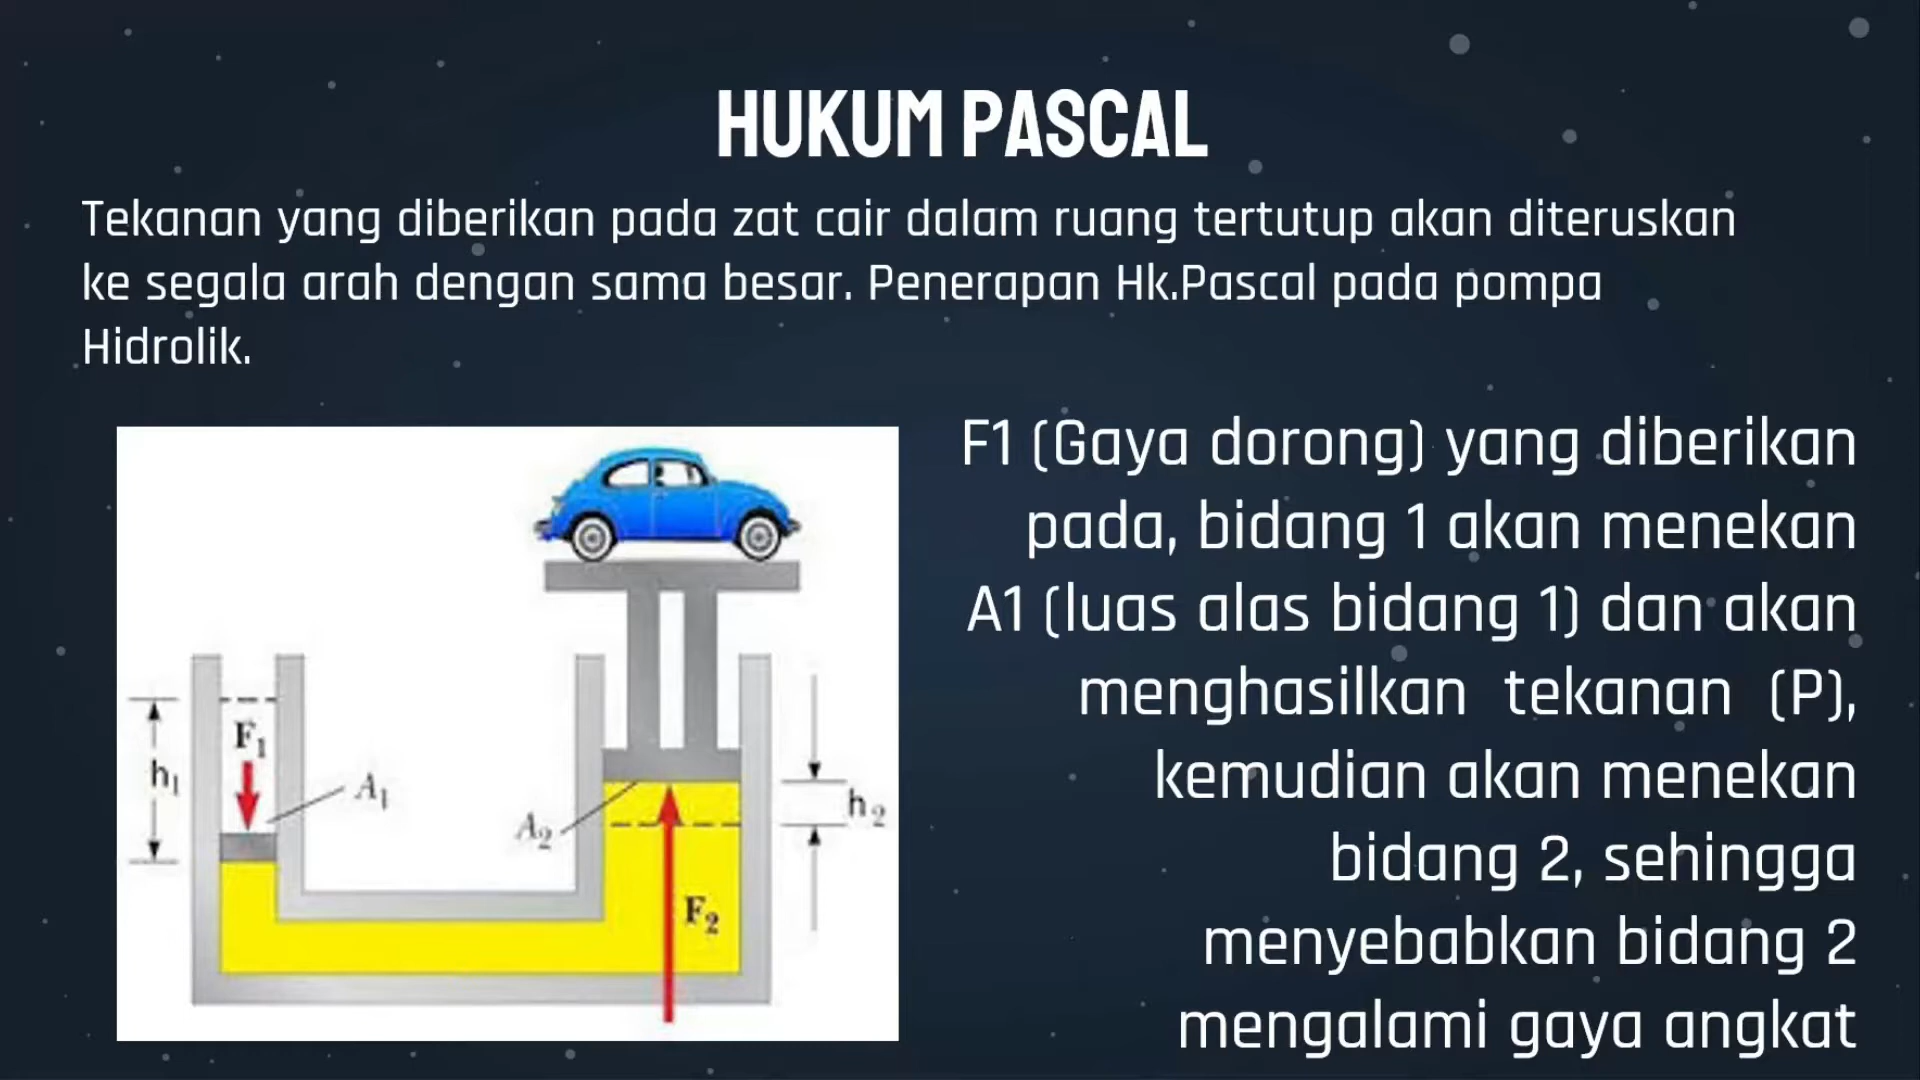 HUKUM PASCAL
Tekanan yang diberikan pada zat cair dalam ruang tertutup akan diteruskan
ke segala arah dengan sama besar. Penerapan Hk.Pascal pada pompa
Hidrolik.
F1 (Gaya dorong) yang diberikan
pada, bidang 1 akan menekan
A1 (luas alas bidang 1) dan akan
menghasilkan tekanan (P),
kemudian akan menekan
bidang 2, sehingga
menyebabkan bidang 2
mengalami gaya angkat
F₁
h₁
A₁
A₂
h₂
F₂